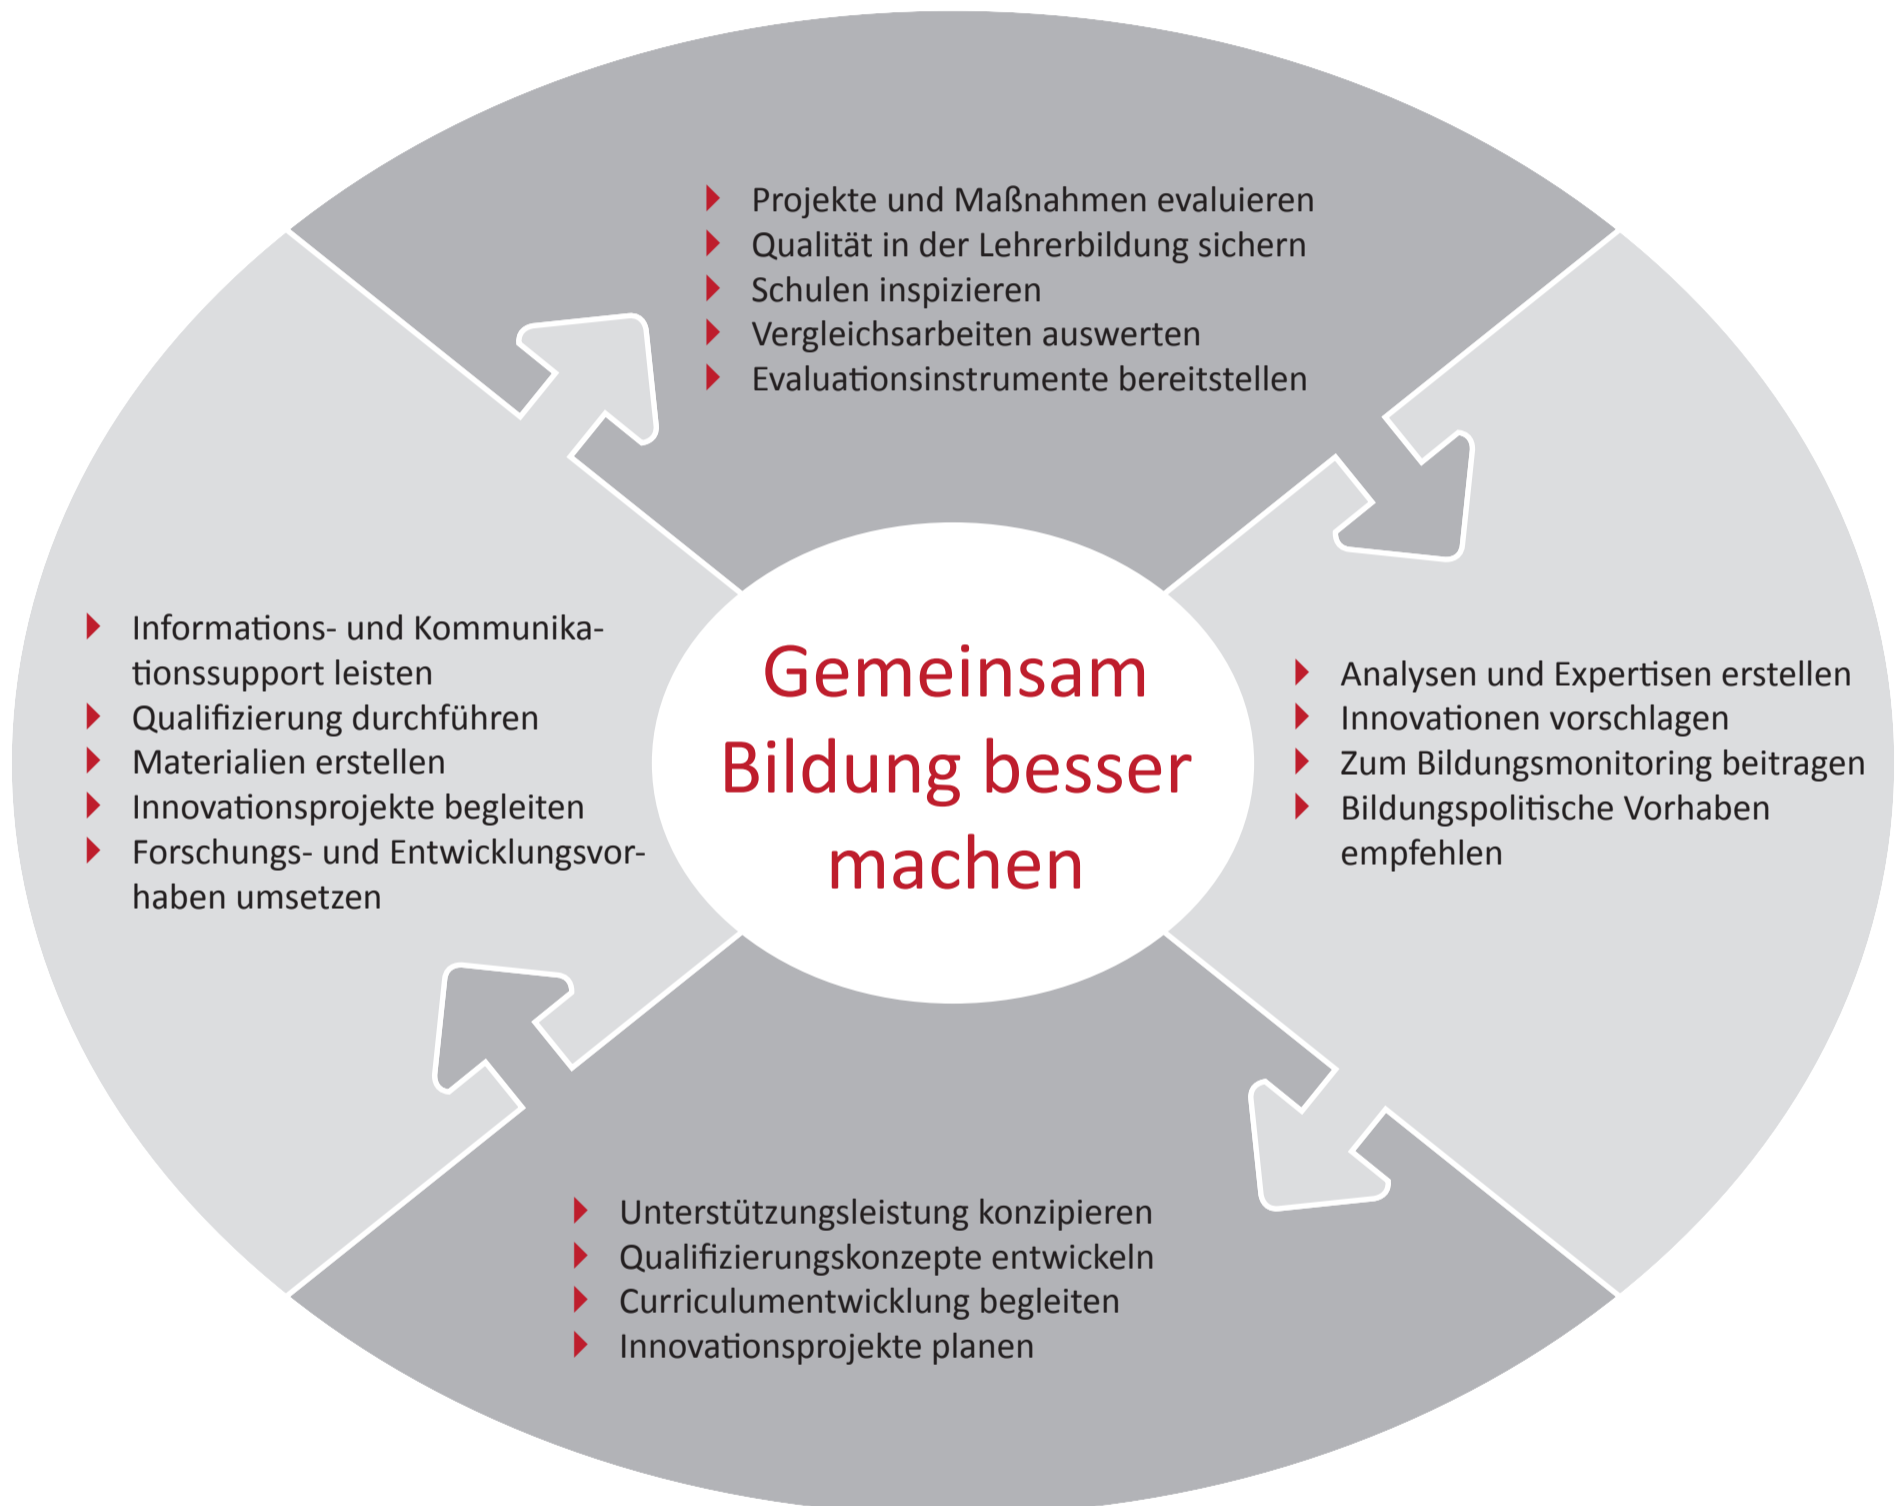 Projekte und Maßnahmen evaluieren
Qualität in der Lehrerbildung sichern
Schulen inspizieren
Vergleichsarbeiten auswerten
Evaluationsinstrumente bereitstellen
Informations- und Kommunika-
tionssupport leisten
Qualifizierung durchführen
Materialien erstellen
Innovationsprojekte begleiten
Forschungs- und Entwicklungsvor-
haben umsetzen
Gemeinsam
Bildung besser
machen
Analysen und Expertisen erstellen
Innovationen vorschlagen
Zum Bildungsmonitoring beitragen
Bildungspolitische Vorhaben
empfehlen
Unterstützungsleistung konzipieren
Qualifizierungskonzepte entwickeln
Curriculumentwicklung begleiten
Innovationsprojekte planen